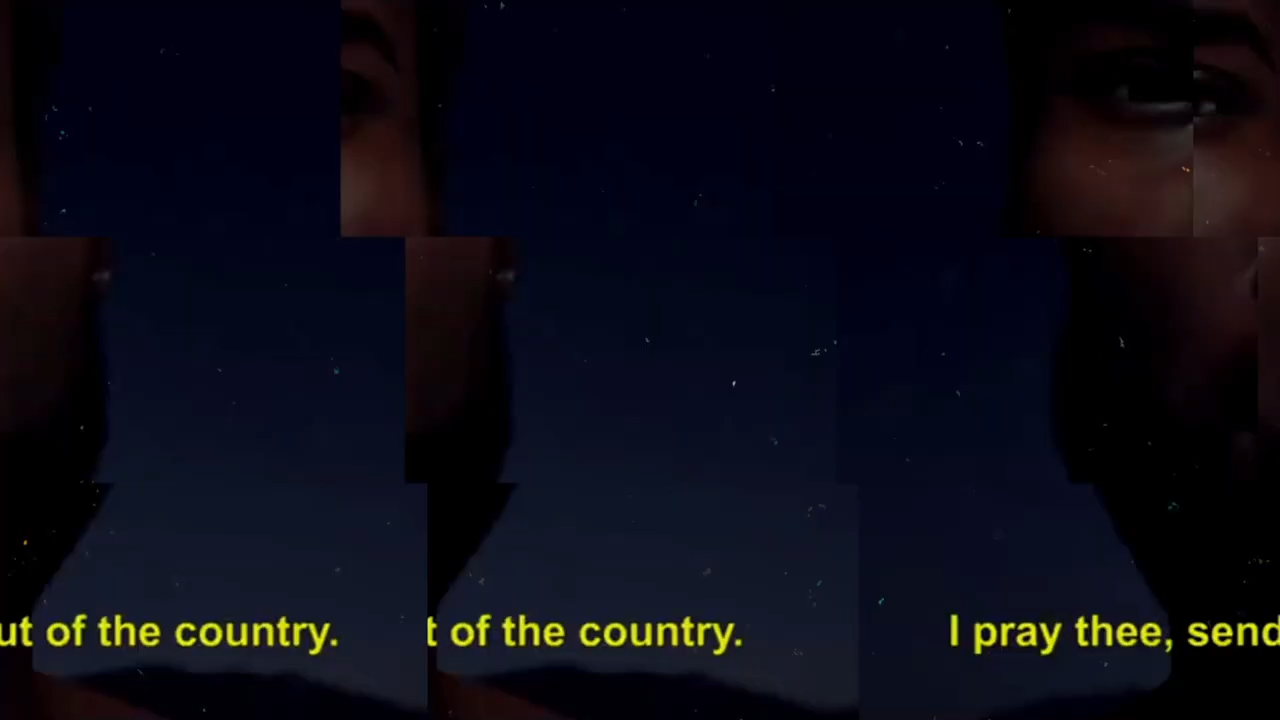 ut of the country. t of the country. I pray thee, send